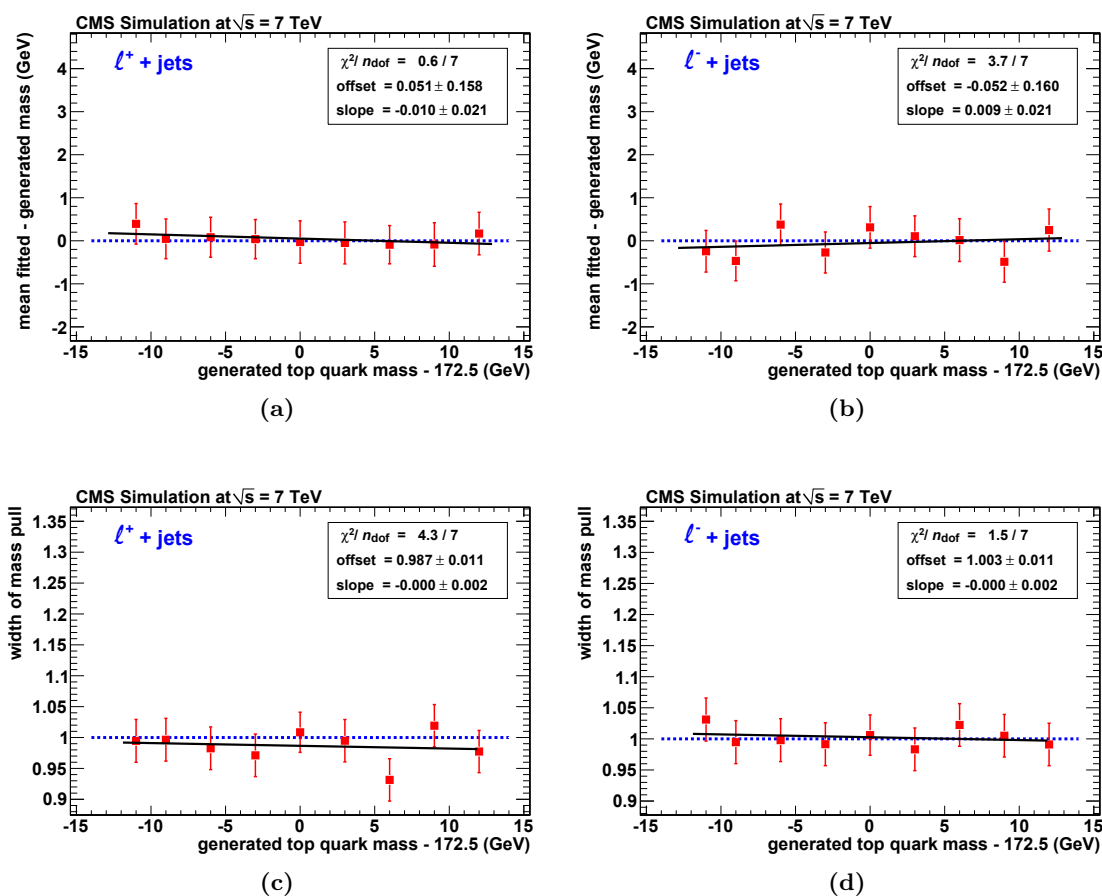 CMS Simulation at √s = 7 TeV
mean fitted - generated mass (GeV)
ℓ+ + jets
χ²/ ndof = 0.6 / 7
offset = 0.051 ± 0.158
slope = -0.010 ± 0.021
4
3
2
1
0
-1
-2
-15 -10 -5 0 5 10 15
generated top quark mass - 172.5 (GeV)
(a)
CMS Simulation at √s = 7 TeV
mean fitted - generated mass (GeV)
ℓ- + jets
χ²/ ndof = 3.7 / 7
offset = -0.052 ± 0.160
slope = 0.009 ± 0.021
4
3
2
1
0
-1
-2
-15 -10 -5 0 5 10 15
generated top quark mass - 172.5 (GeV)
(b)
CMS Simulation at √s = 7 TeV
width of mass pull
ℓ+ + jets
χ²/ ndof = 4.3 / 7
offset = 0.987 ± 0.011
slope = -0.000 ± 0.002
1.35
1.3
1.25
1.2
1.15
1.1
1.05
1
0.95
0.9
-15 -10 -5 0 5 10 15
generated top quark mass - 172.5 (GeV)
(c)
CMS Simulation at √s = 7 TeV
width of mass pull
ℓ- + jets
χ²/ ndof = 1.5 / 7
offset = 1.003 ± 0.011
slope = -0.000 ± 0.002
1.35
1.3
1.25
1.2
1.15
1.1
1.05
1
0.95
0.9
-15 -10 -5 0 5 10 15
generated top quark mass - 172.5 (GeV)
(d)